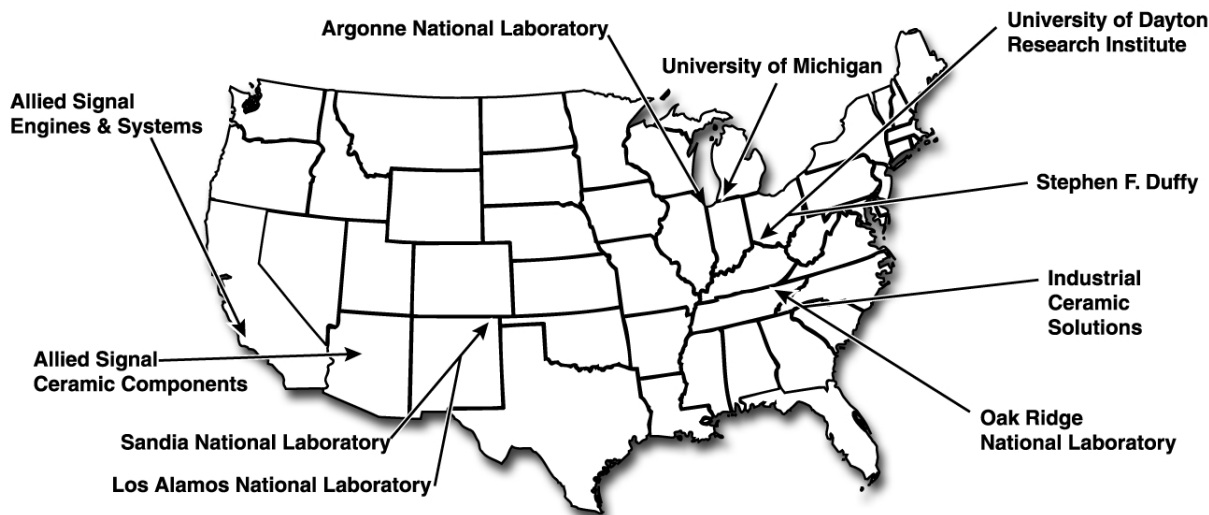 Argonne National Laboratory
University of Dayton
Research Institute
University of Michigan
Allied Signal
Engines & Systems
Stephen F. Duffy
Industrial
Ceramic
Solutions
Allied Signal
Ceramic Components
Oak Ridge
National Laboratory
Sandia National Laboratory
Los Alamos National Laboratory